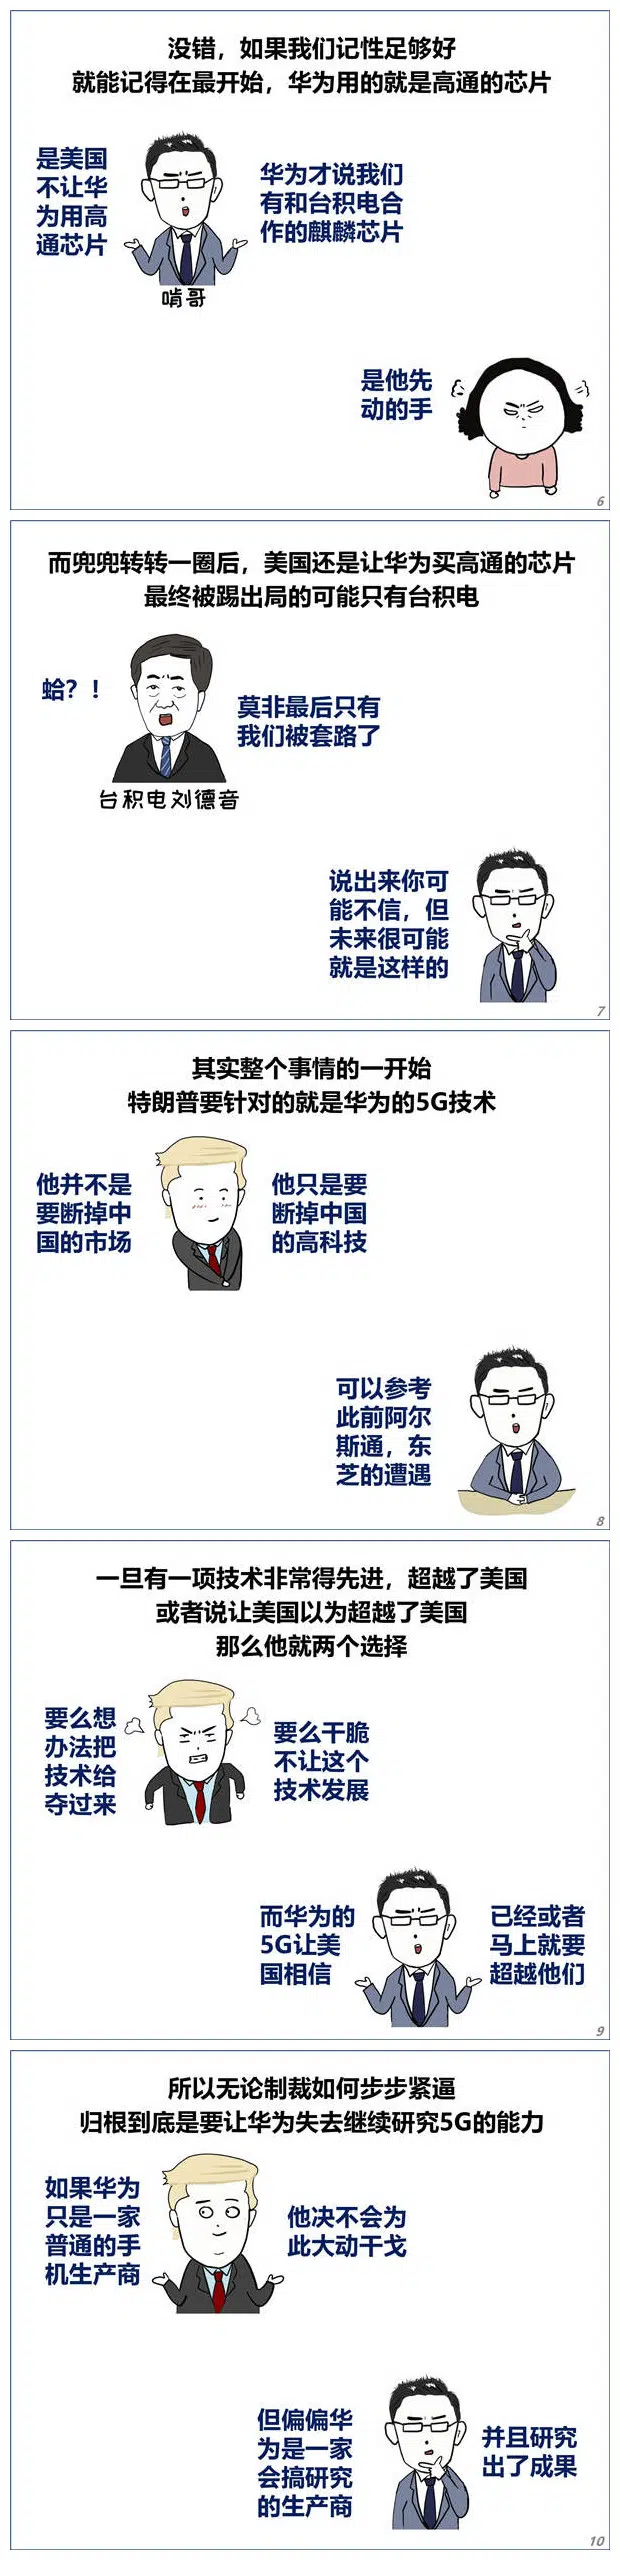 没错，如果我们记性足够好
就能记得在最开始，华为用的就是高通的芯片
是美国
不让华
为用高
通芯片
华为才说我们
有和台积电合
作的麒麟芯片
啃哥
是他先
动的手
6
而兜兜转转一圈后，美国还是让华为买高通的芯片
最终被踢出局的可能只有台积电
蛤？！
莫非最后只有
我们被套路了
台积电刘德音
说出来你可
能不信，但
未来很可能
就是这样的
7
其实整个事情的一开始
特朗普要针对的就是华为的5G技术
他并不是
要断掉中
国的市场
他只是要
断掉中国
的高科技
可以参考
此前阿尔
斯通，东
芝的遭遇
8
一旦有一项技术非常得先进，超越了美国
或者说让美国以为超越了美国
那么他就两个选择
要么想
办法把
技术给
夺过来
要么干脆
不让这个
技术发展
而华为的
5G让美
国相信
已经或者
马上就要
超越他们
9
所以无论制裁如何步步紧逼
归根到底是要让华为失去继续研究5G的能力
如果华为
只是一家
普通的手
机生产商
他决不会为
此大动干戈
但偏偏华
为是一家
会搞研究
的生产商
并且研究
出了成果
10